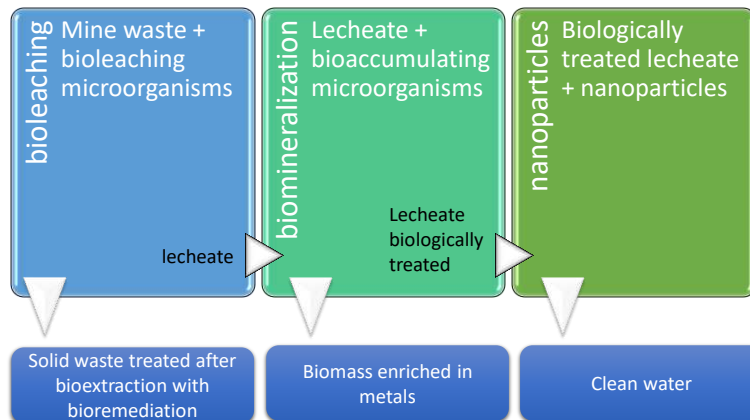 bioleaching
Mine waste +
bioleaching
microorganisms
lecheate
biomineralization
Lecheate +
bioaccumulating
microorganisms
Lecheate
biologically
treated
nanoparticles
Biologically
treated lecheate
+ nanoparticles
Solid waste treated after
bioextraction with
bioremediation
Biomass enriched in
metals
Clean water